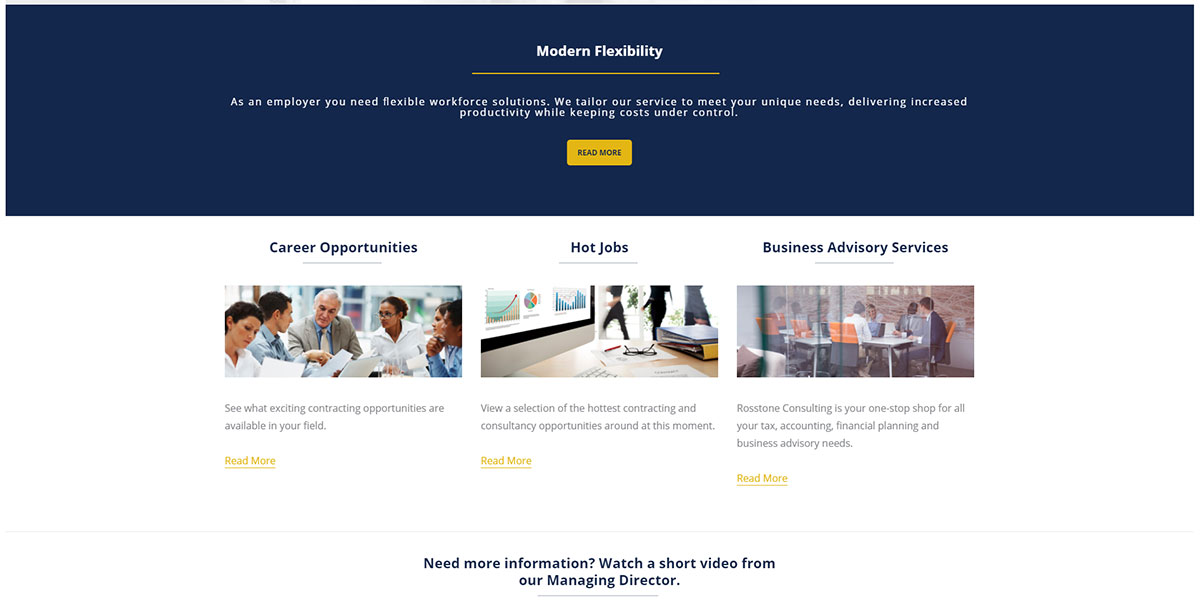 Modern Flexibility
As an employer you need flexible workforce solutions. We tailor our service to meet your unique needs, delivering increased
productivity while keeping costs under control.
READ MORE
Career Opportunities
See what exciting contracting opportunities are
available in your field.
Read More
Hot Jobs
View a selection of the hottest contracting and
consultancy opportunities around at this moment.
Read More
Business Advisory Services
Rosstone Consulting is your one-stop shop for all
your tax, accounting, financial planning and
business advisory needs.
Read More
Need more information? Watch a short video from
our Managing Director.